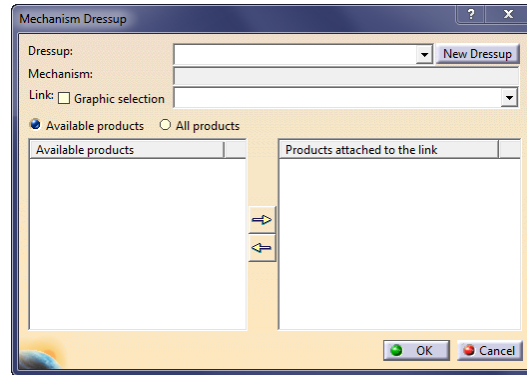 Mechanism Dressup
Dressup:
New Dressup
Mechanism:
Link: Graphic selection
Available products All products
Available products Products attached to the link
OK Cancel